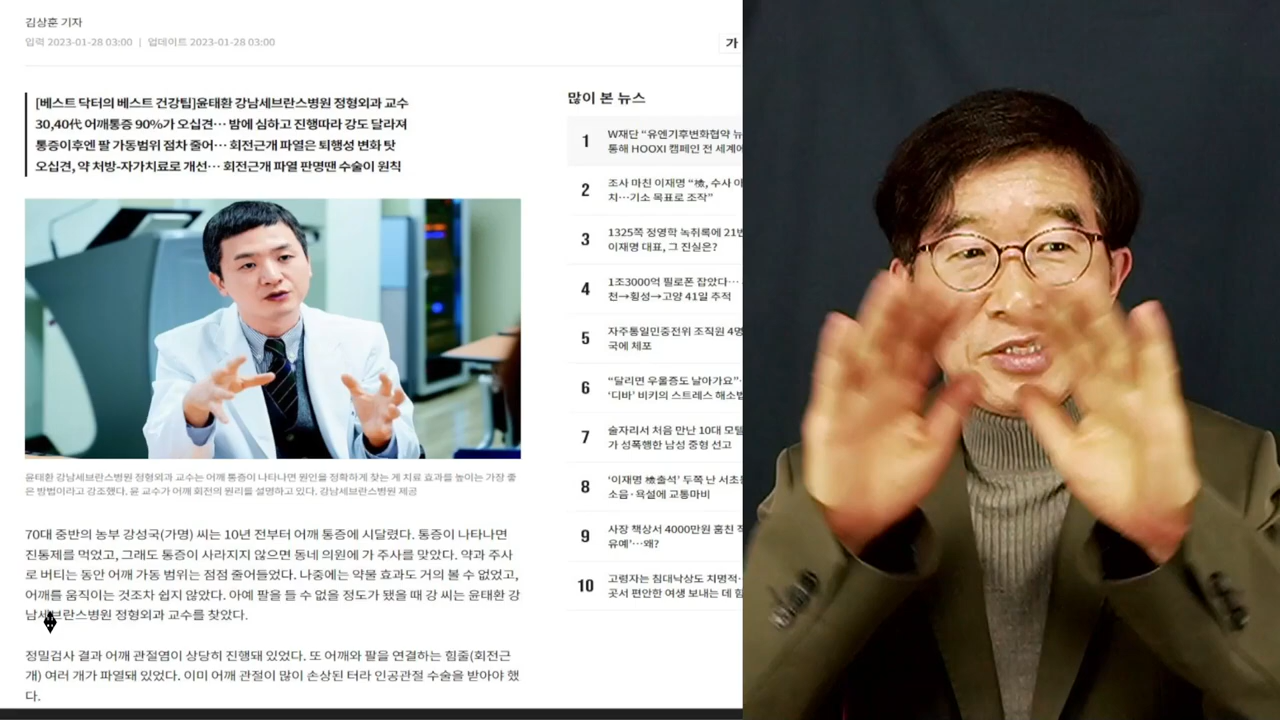 김상훈 기자
입력 2023-01-28 03:00 | 업데이트 2023-01-28 03:00
가
[베스트 닥터의 베스트 건강팁]윤태환 강남세브란스병원 정형외과 교수
30,40代 어깨통증 90%가 오십견… 밤에 심하고 진행따라 강도 달라져
통증이후엔 팔 가동범위 점차 줄어… 회전근개 파열은 퇴행성 변화 탓
오십견, 약 처방-자가치료로 개선… 회전근개 파열 판명땐 수술이 원칙
윤태환 강남세브란스병원 정형외과 교수는 어깨 통증이 나타나면 원인을 정확하게 찾는 게 치료 효과를 높이는 가장 좋
은 방법이라고 강조했다. 윤 교수가 어깨 회전의 원리를 설명하고 있다. 강남세브란스병원 제공
70대 중반의 농부 강성국(가명) 씨는 10년 전부터 어깨 통증에 시달렸다. 통증이 나타나면
진통제를 먹었고, 그래도 통증이 사라지지 않으면 동네 의원에 가 주사를 맞았다. 약과 주사
로 버티는 동안 어깨 가동 범위는 점점 줄어들었다. 나중에는 약물 효과도 거의 볼 수 없었고,
어깨를 움직이는 것조차 쉽지 않았다. 아예 팔을 들 수 없을 정도가 됐을 때 강 씨는 윤태환 강
남세브란스병원 정형외과 교수를 찾았다.
정밀검사 결과 어깨 관절염이 상당히 진행돼 있었다. 또 어깨와 팔을 연결하는 힘줄(회전근
개) 여러 개가 파열돼 있었다. 이미 어깨 관절이 많이 손상된 터라 인공관절 수술을 받아야 했
다.
많이 본 뉴스
1 W재단 “유엔기후변화협약 뉴
통해 HOOXI 캠페인 전 세계에
2 조사 마친 이재명 “檢, 수사 아
치…기소 목표로 조작”
3 1325쪽 정영학 녹취록에 21번
이재명 대표, 그 진실은?
4 1조3000억 필로폰 잡았다…
천→횡성→고양 41일 추적
5 자주통일민중전위 조직원 4명
국에 체포
6 “달리면 우울증도 날아가요”…
‘디바’ 비키의 스트레스 해소법
7 술자리서 처음 만난 10대 모텔
가 성폭행한 남성 중형 선고
8 ‘이재명 檢출석’ 두쪽 난 서초동
소음·욕설에 교통마비
9 사장 책상서 4000만원 훔친 직
유예’…왜?
10 고령자는 침대낙상도 치명적…
곳서 편안한 여생 보내는 데 힘